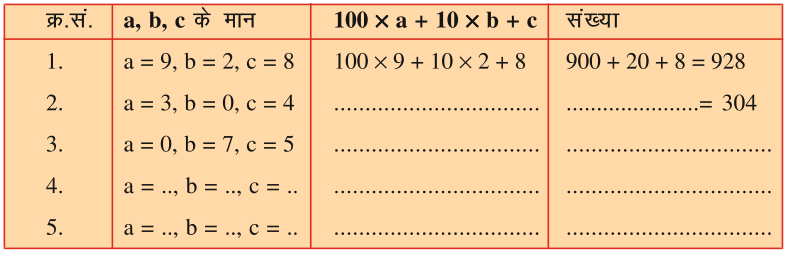 क्र.सं. a, b, c के मान 100 × a + 10 × b + c संख्या
1. a = 9, b = 2, c = 8 100 × 9 + 10 × 2 + 8 900 + 20 + 8 = 928
2. a = 3, b = 0, c = 4 ................................... ......................= 304
3. a = 0, b = 7, c = 5 ................................... ...................................
4. a = .., b = .., c = .. ................................... ...................................
5. a = .., b = .., c = .. ................................... ...................................